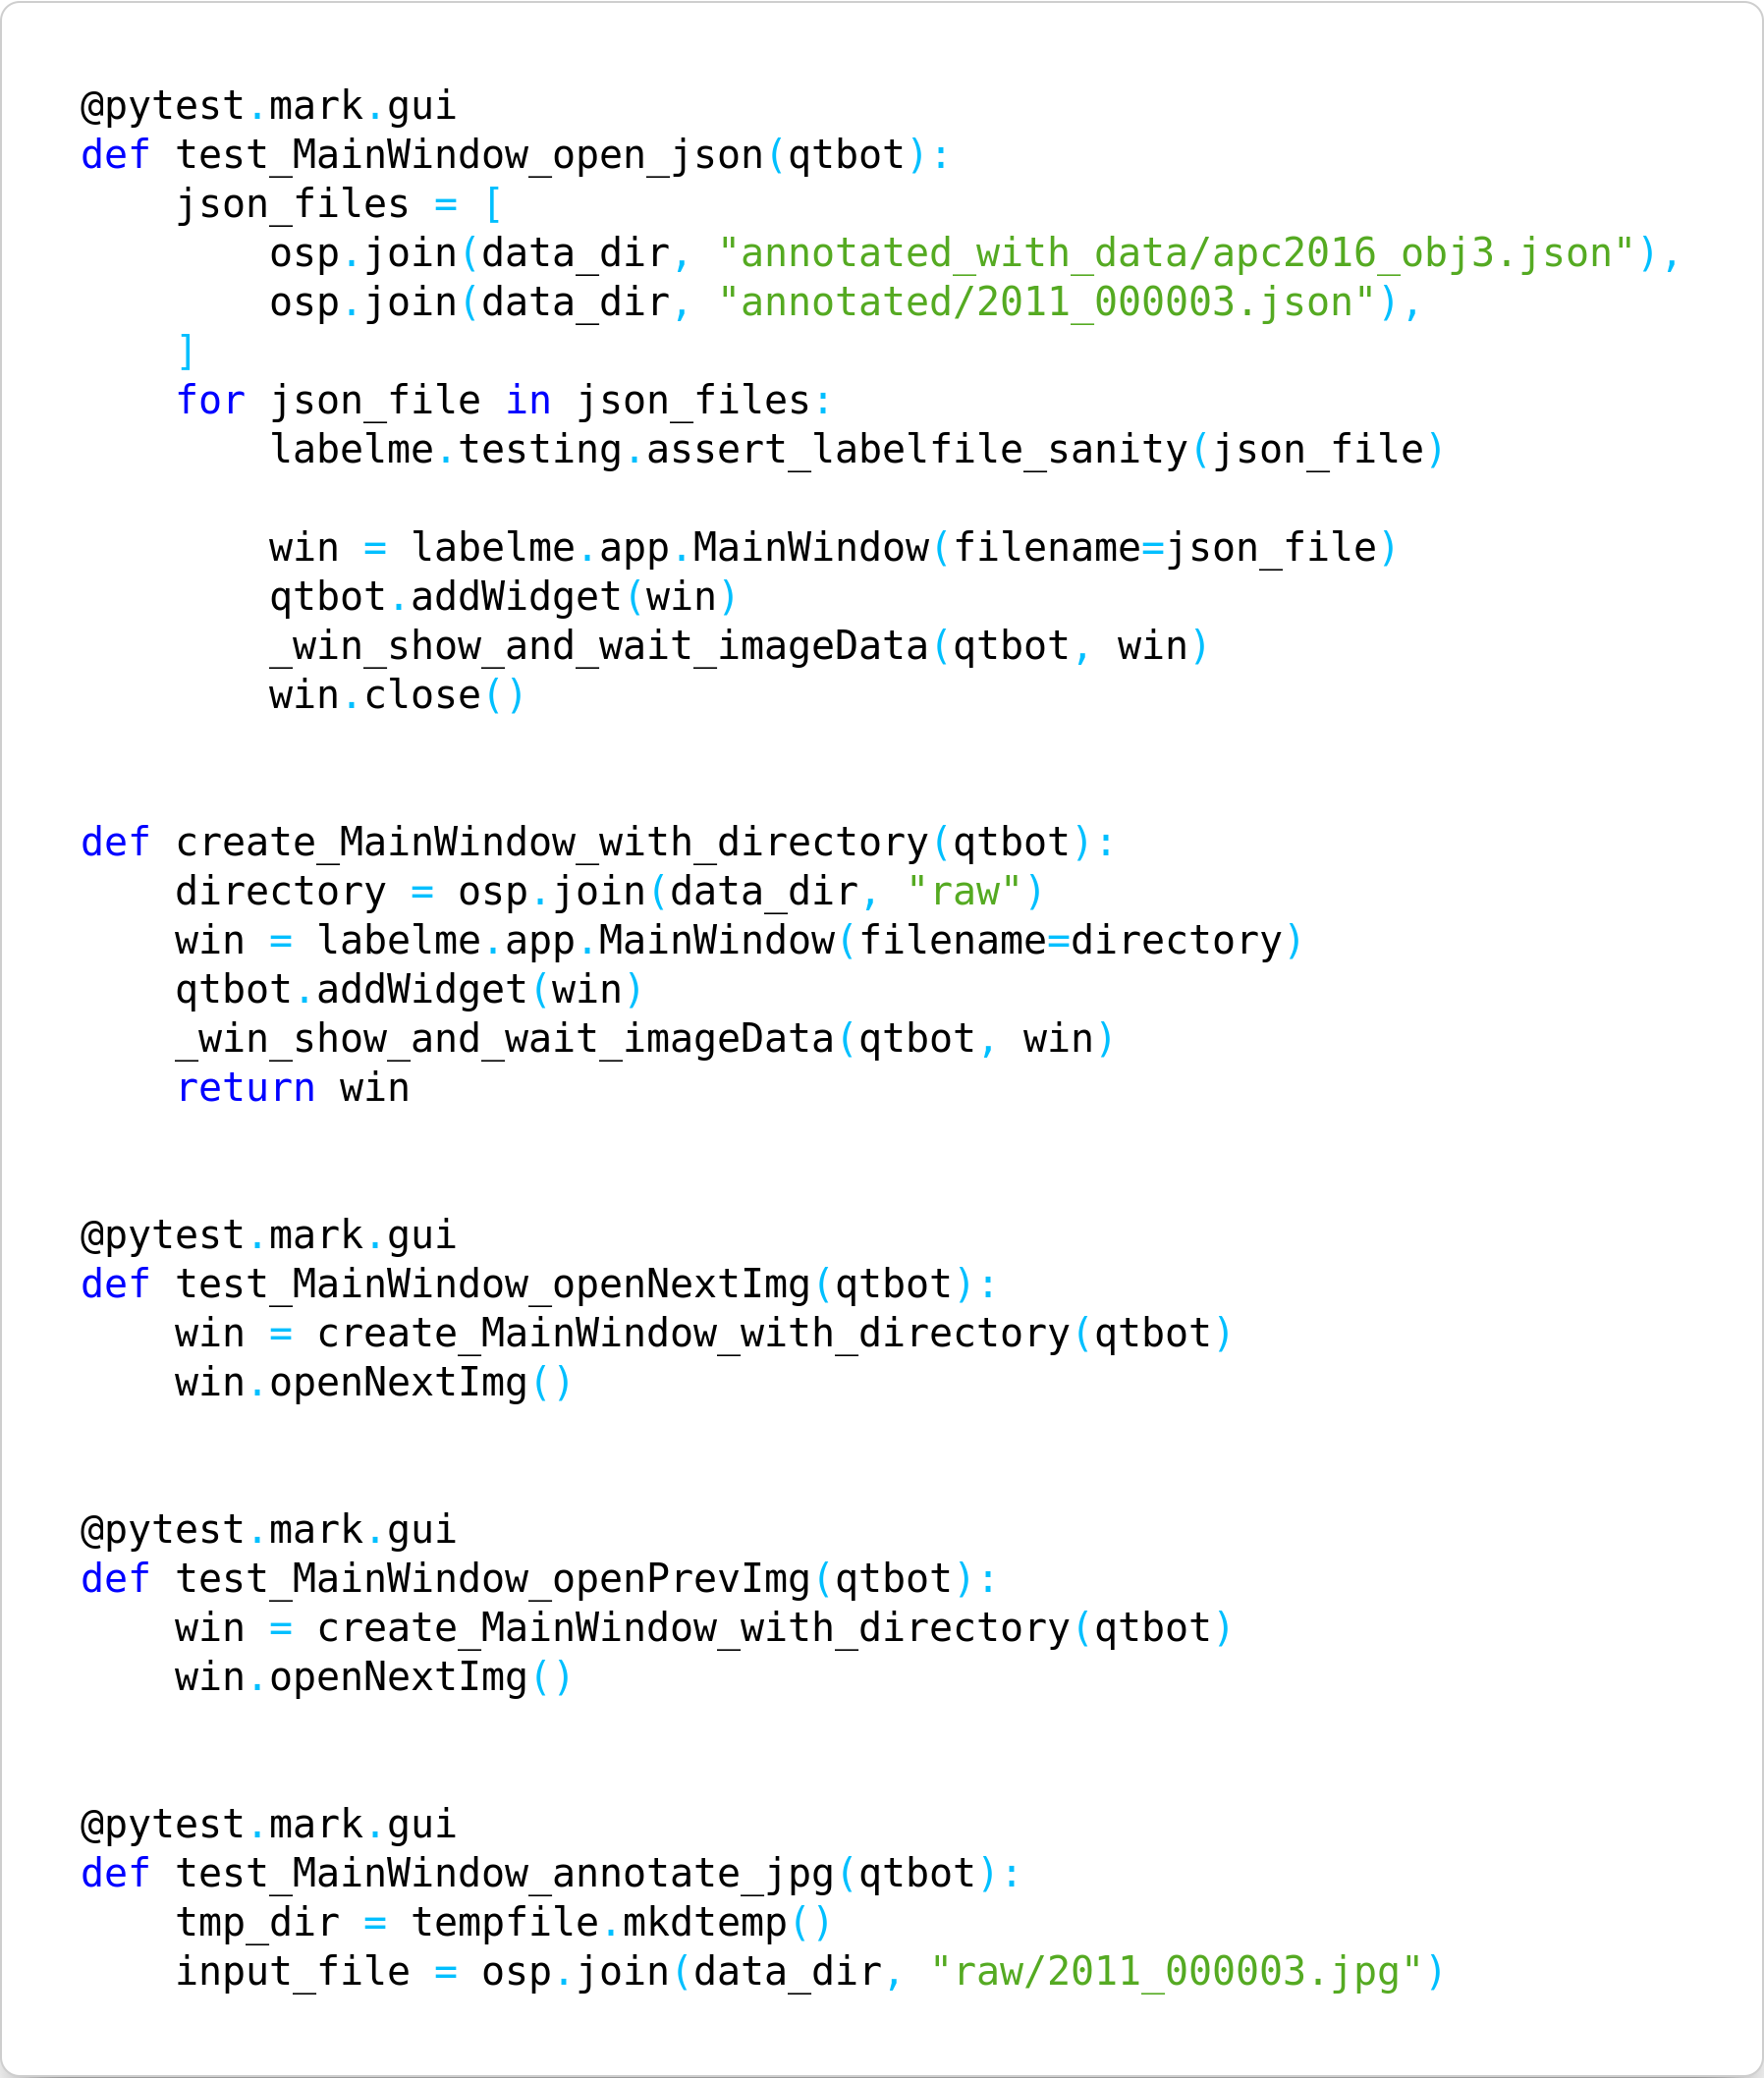 @pytest.mark.gui
def test_MainWindow_open_json(qtbot):
    json_files = [
        osp.join(data_dir, "annotated_with_data/apc2016_obj3.json"),
        osp.join(data_dir, "annotated/2011_000003.json"),
    ]
    for json_file in json_files:
        labelme.testing.assert_labelfile_sanity(json_file)

        win = labelme.app.MainWindow(filename=json_file)
        qtbot.addWidget(win)
        _win_show_and_wait_imageData(qtbot, win)
        win.close()


def create_MainWindow_with_directory(qtbot):
    directory = osp.join(data_dir, "raw")
    win = labelme.app.MainWindow(filename=directory)
    qtbot.addWidget(win)
    _win_show_and_wait_imageData(qtbot, win)
    return win


@pytest.mark.gui
def test_MainWindow_openNextImg(qtbot):
    win = create_MainWindow_with_directory(qtbot)
    win.openNextImg()


@pytest.mark.gui
def test_MainWindow_openPrevImg(qtbot):
    win = create_MainWindow_with_directory(qtbot)
    win.openNextImg()


@pytest.mark.gui
def test_MainWindow_annotate_jpg(qtbot):
    tmp_dir = tempfile.mkdtemp()
    input_file = osp.join(data_dir, "raw/2011_000003.jpg")